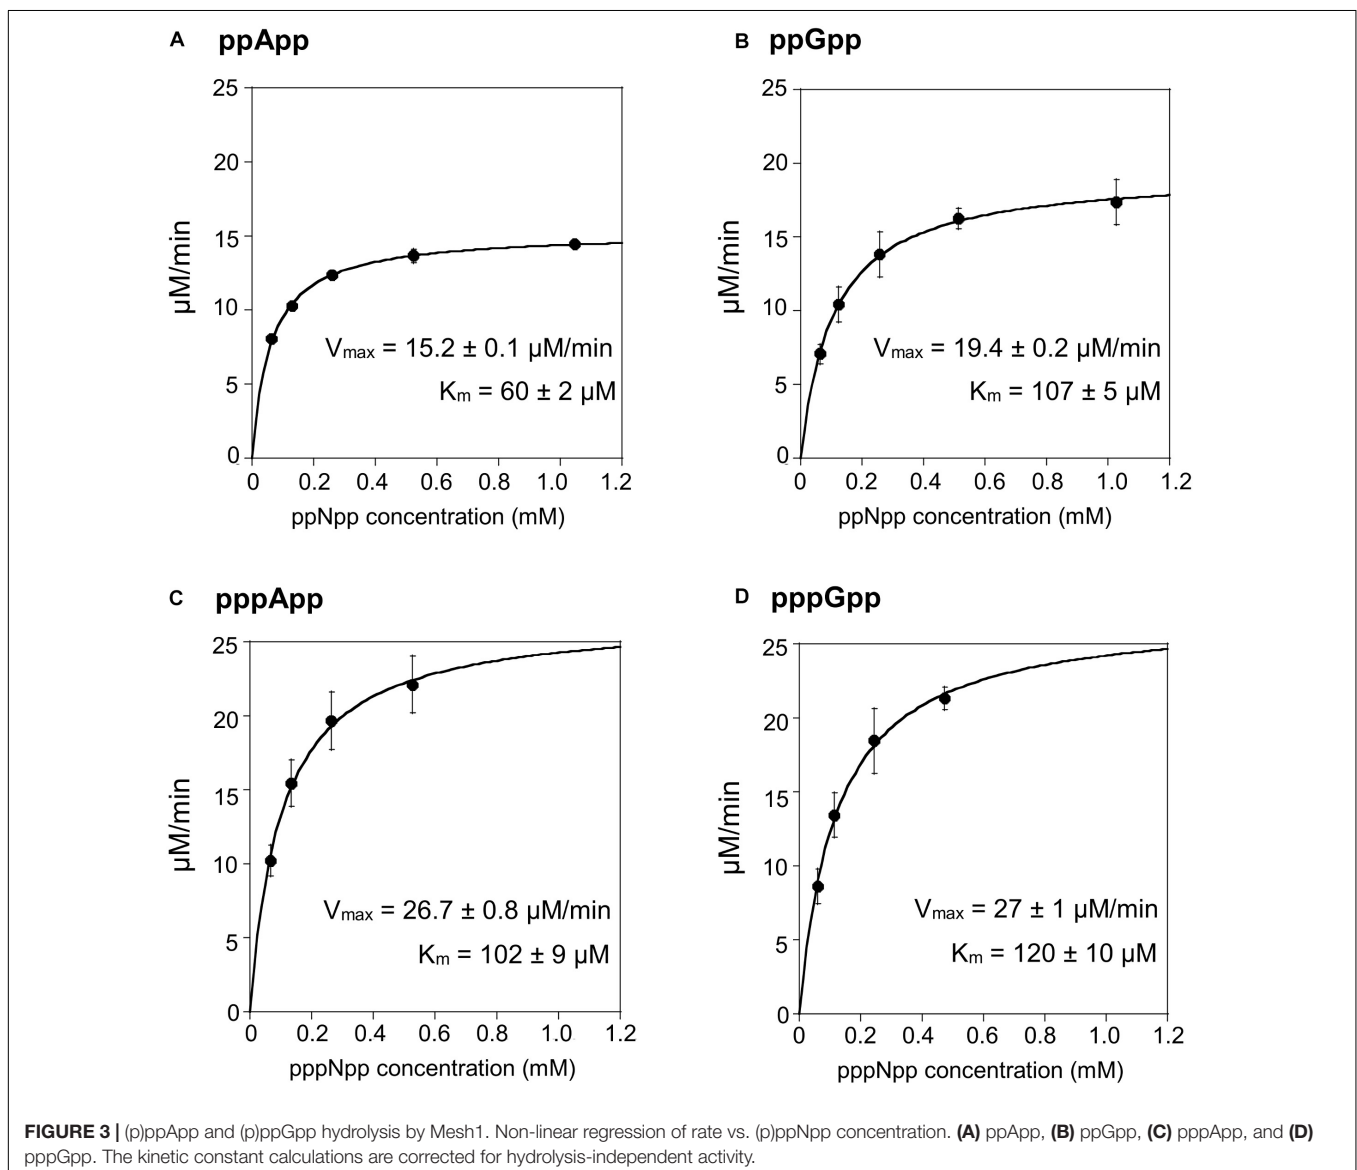 A ppApp
25
20
15
10
5
0
µM/min
Vmax = 15.2 ± 0.1 µM/min
Km = 60 ± 2 µM
0 0.2 0.4 0.6 0.8 1.0 1.2
ppNpp concentration (mM)
B ppGpp
25
20
15
10
5
0
µM/min
Vmax = 19.4 ± 0.2 µM/min
Km = 107 ± 5 µM
0 0.2 0.4 0.6 0.8 1.0 1.2
ppNpp concentration (mM)
C pppApp
25
20
15
10
5
0
µM/min
Vmax = 26.7 ± 0.8 µM/min
Km = 102 ± 9 µM
0 0.2 0.4 0.6 0.8 1.0 1.2
pppNpp concentration (mM)
D pppGpp
25
20
15
10
5
0
µM/min
Vmax = 27 ± 1 µM/min
Km = 120 ± 10 µM
0 0.2 0.4 0.6 0.8 1.0 1.2
pppNpp concentration (mM)
FIGURE 3 | (p)ppApp and (p)ppGpp hydrolysis by Mesh1. Non-linear regression of rate vs. (p)ppNpp concentration. (A) ppApp, (B) ppGpp, (C) pppApp, and (D)
pppGpp. The kinetic constant calculations are corrected for hydrolysis-independent activity.